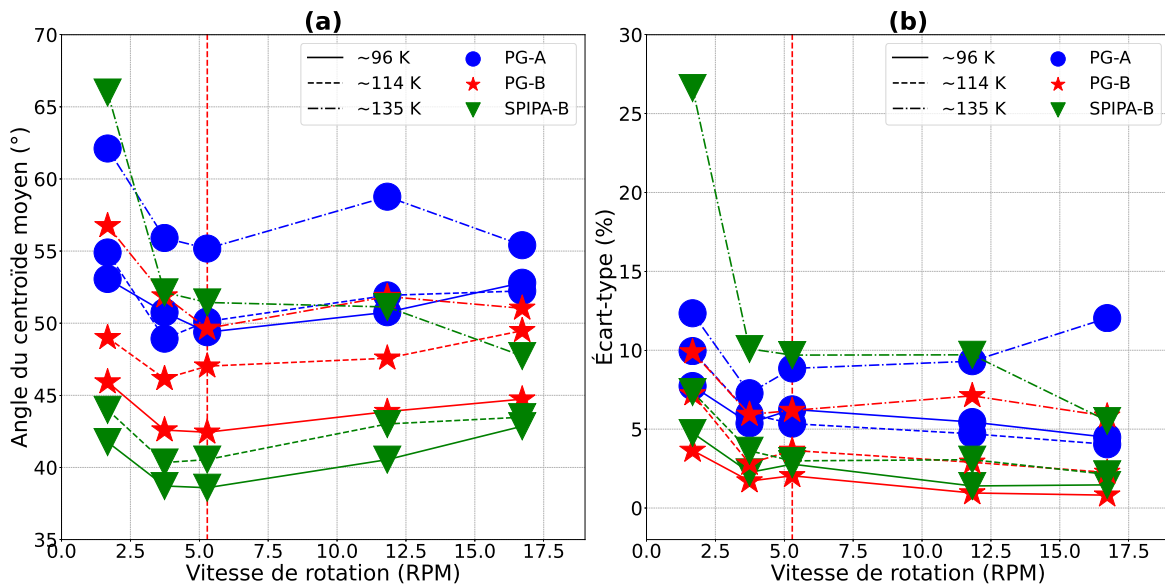 (a)
70
65
60
55
50
45
40
35
Angle du centroïde moyen (°)
~96 K
~114 K
~135 K
PG-A
PG-B
SPIPA-B
0.0 2.5 5.0 7.5 10.0 12.5 15.0 17.5
Vitesse de rotation (RPM)
(b)
30
25
20
15
10
5
0
Écart-type (%)
~96 K
~114 K
~135 K
PG-A
PG-B
SPIPA-B
0.0 2.5 5.0 7.5 10.0 12.5 15.0 17.5
Vitesse de rotation (RPM)